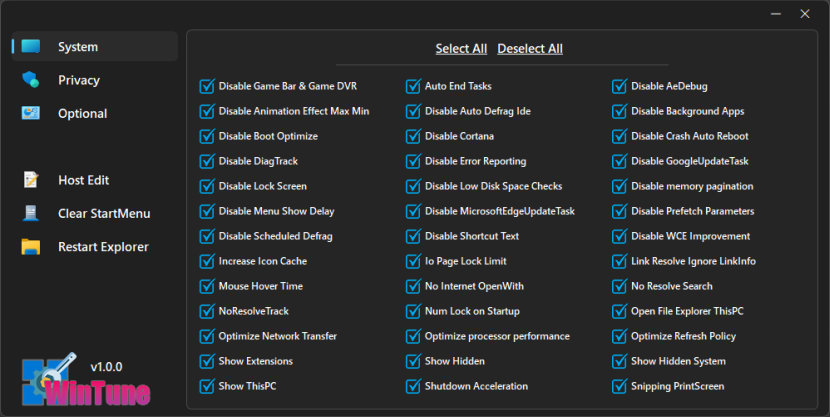 System
Privacy
Optional
Host Edit
Clear StartMenu
Restart Explorer
v1.0.0
WinTune
Select All Deselect All
Disable Game Bar & Game DVR Auto End Tasks Disable AeDebug
Disable Animation Effect Max Min Disable Auto Defrag Ide Disable Background Apps
Disable Boot Optimize Disable Cortana Disable Crash Auto Reboot
Disable DiagTrack Disable Error Reporting Disable GoogleUpdateTask
Disable Lock Screen Disable Low Disk Space Checks Disable memory pagination
Disable Menu Show Delay Disable MicrosoftEdgeUpdateTask Disable Prefetch Parameters
Disable Scheduled Defrag Disable Shortcut Text Disable WCE Improvement
Increase Icon Cache Io Page Lock Limit Link Resolve Ignore LinkInfo
Mouse Hover Time No Internet OpenWith No Resolve Search
NoResolveTrack Num Lock on Startup Open File Explorer ThisPC
Optimize Network Transfer Optimize processor performance Optimize Refresh Policy
Show Extensions Show Hidden Show Hidden System
Show ThisPC Shutdown Acceleration Snipping PrintScreen